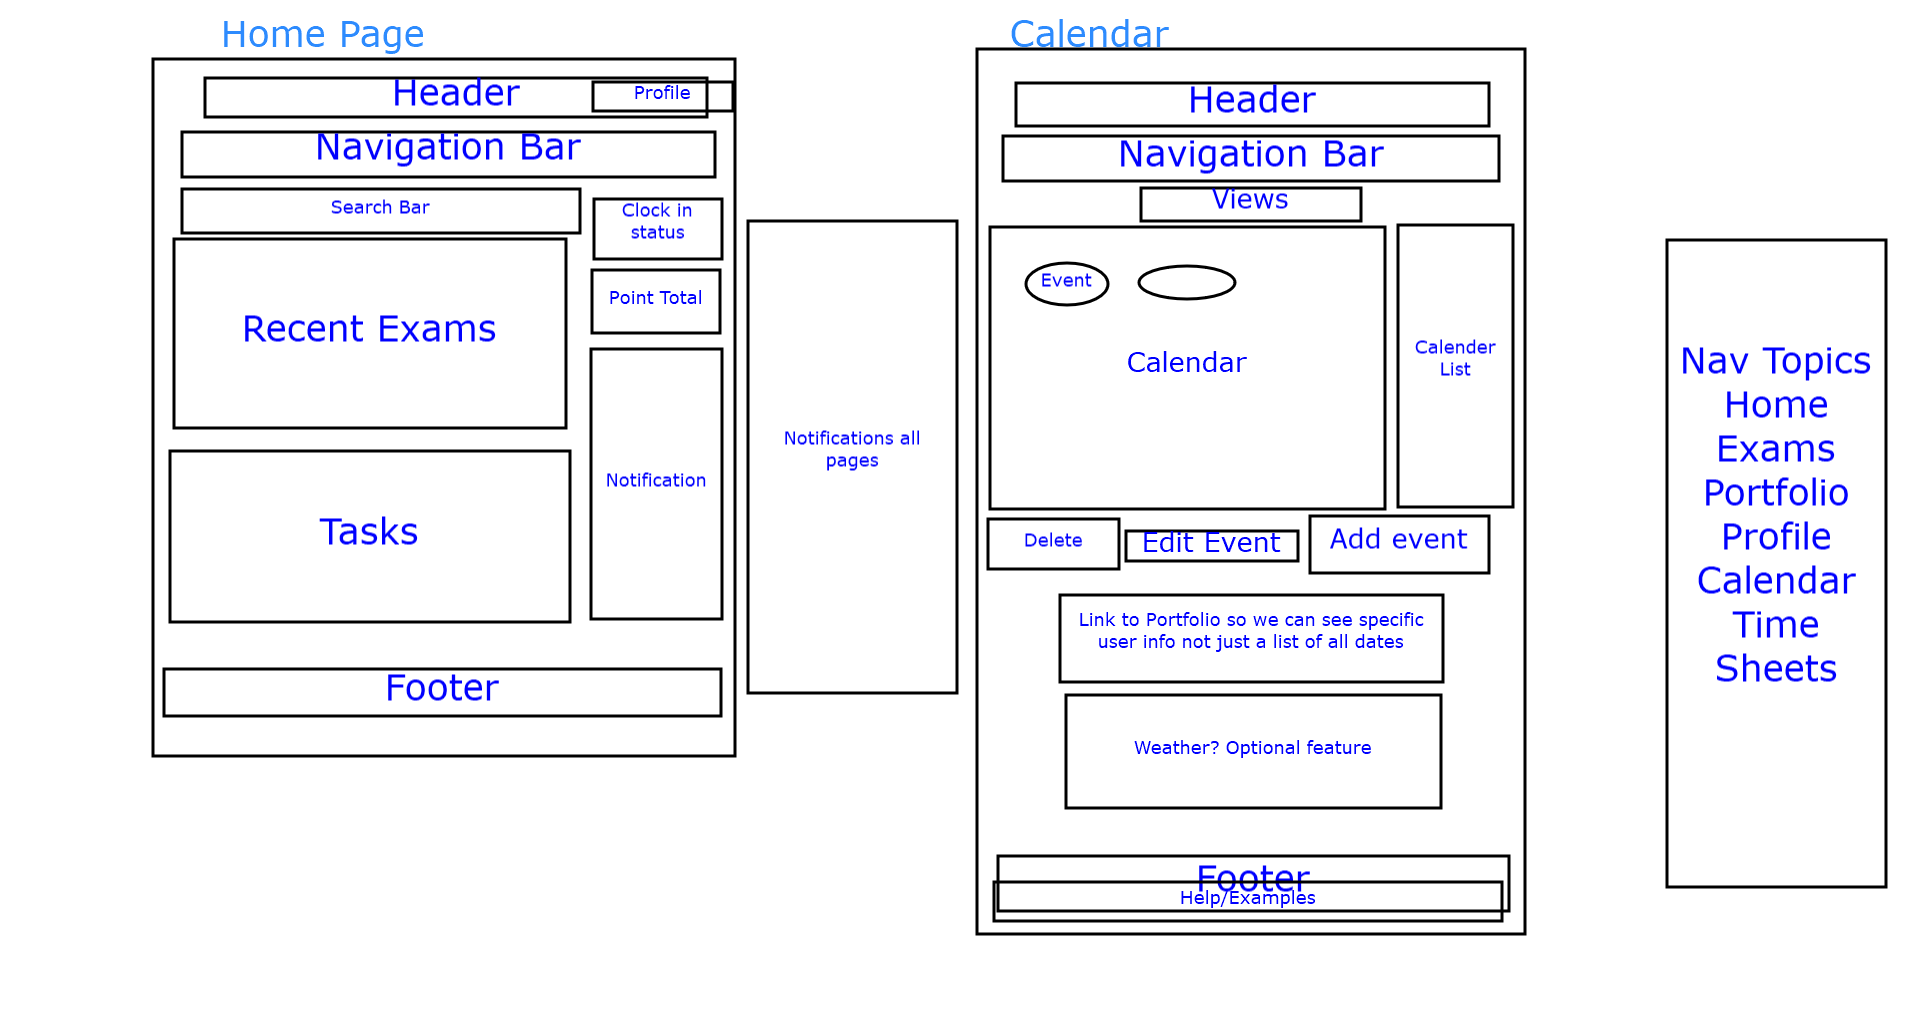 Home Page
Header
Profile
Navigation Bar
Search Bar
Clock in
status
Point Total
Recent Exams
Notification
Tasks
Footer
Notifications all
pages
Calendar
Header
Navigation Bar
Views
Event
Calendar
Calender
List
Delete
Edit Event
Add event
Link to Portfolio so we can see specific
user info not just a list of all dates
Weather? Optional feature
Footer
Help/Examples
Nav Topics
Home
Exams
Portfolio
Profile
Calendar
Time
Sheets